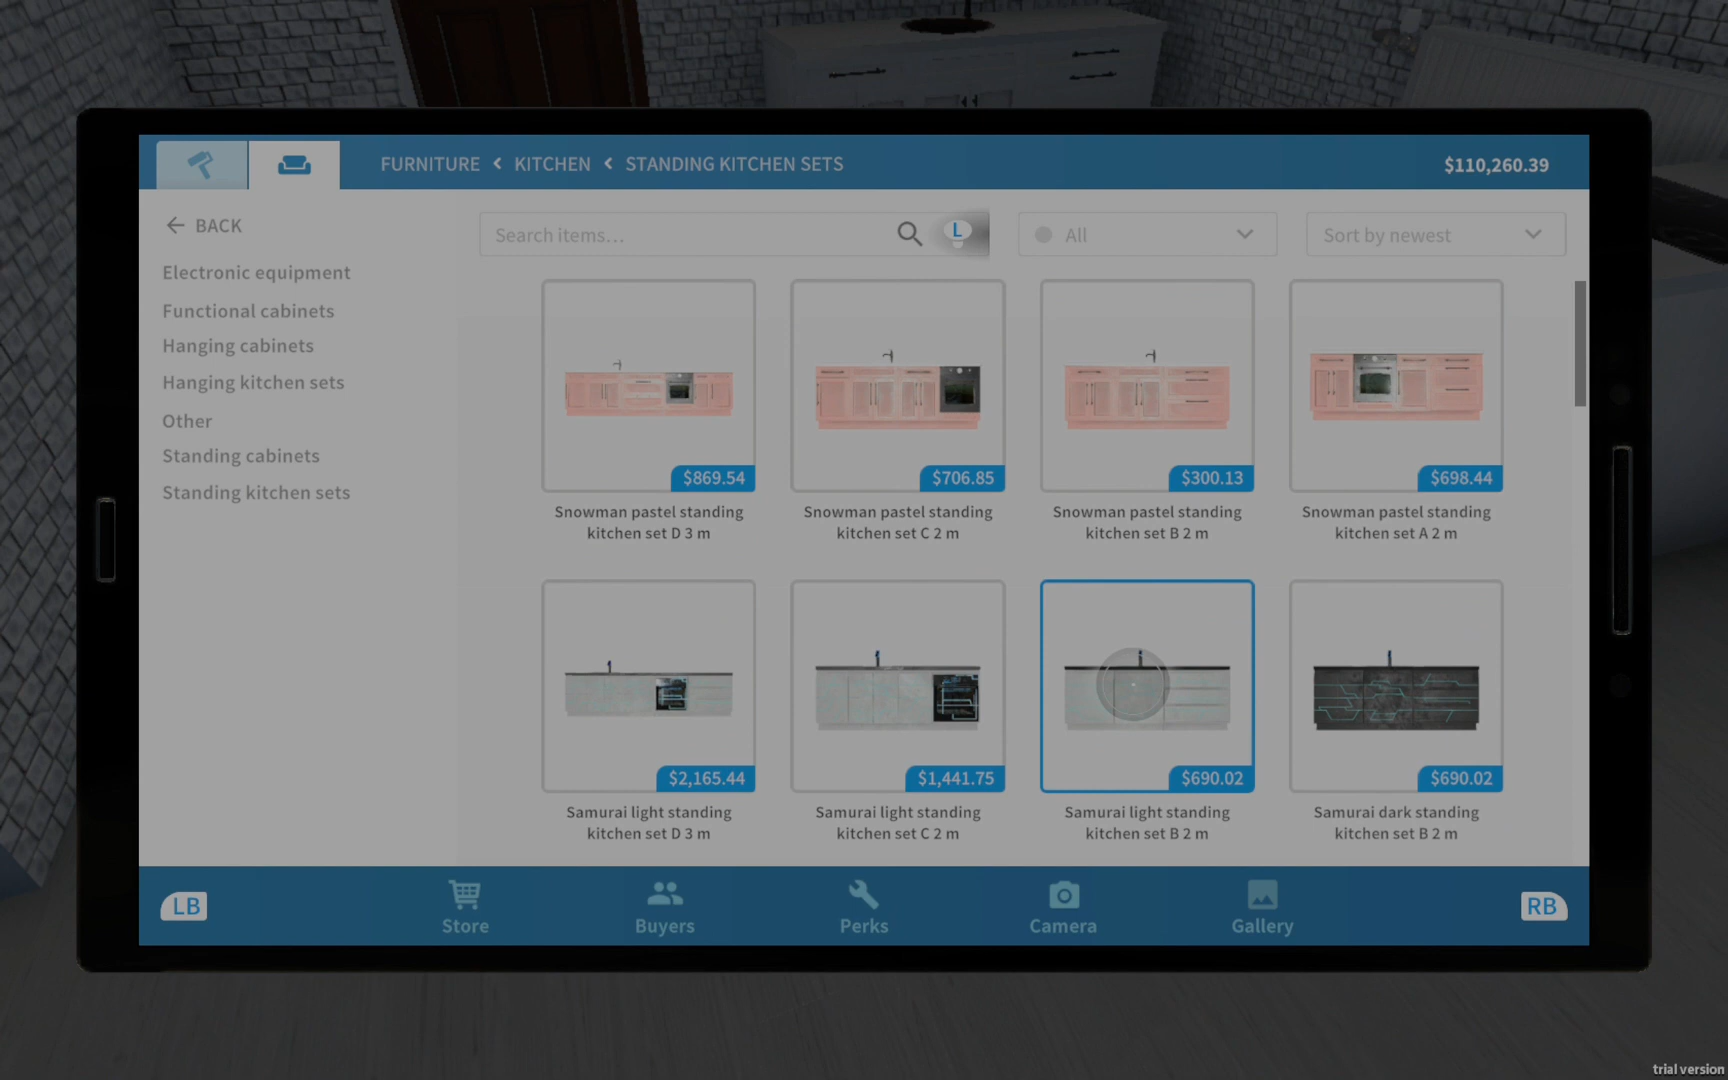 FURNITURE < KITCHEN < STANDING KITCHEN SETS
$110,260.39
BACK
Electronic equipment
Functional cabinets
Hanging cabinets
Hanging kitchen sets
Other
Standing cabinets
Standing kitchen sets
Search items...
L
All
Sort by newest
$869.54
$706.85
$300.13
$698.44
Snowman pastel standing
kitchen set D 3 m
Snowman pastel standing
kitchen set C 2 m
Snowman pastel standing
kitchen set B 2 m
Snowman pastel standing
kitchen set A 2 m
$2,165.44
$1,441.75
$690.02
$690.02
Samurai light standing
kitchen set D 3 m
Samurai light standing
kitchen set C 2 m
Samurai light standing
kitchen set B 2 m
Samurai dark standing
kitchen set B 2 m
LB
Store
Buyers
Perks
Camera
Gallery
RB
trial version